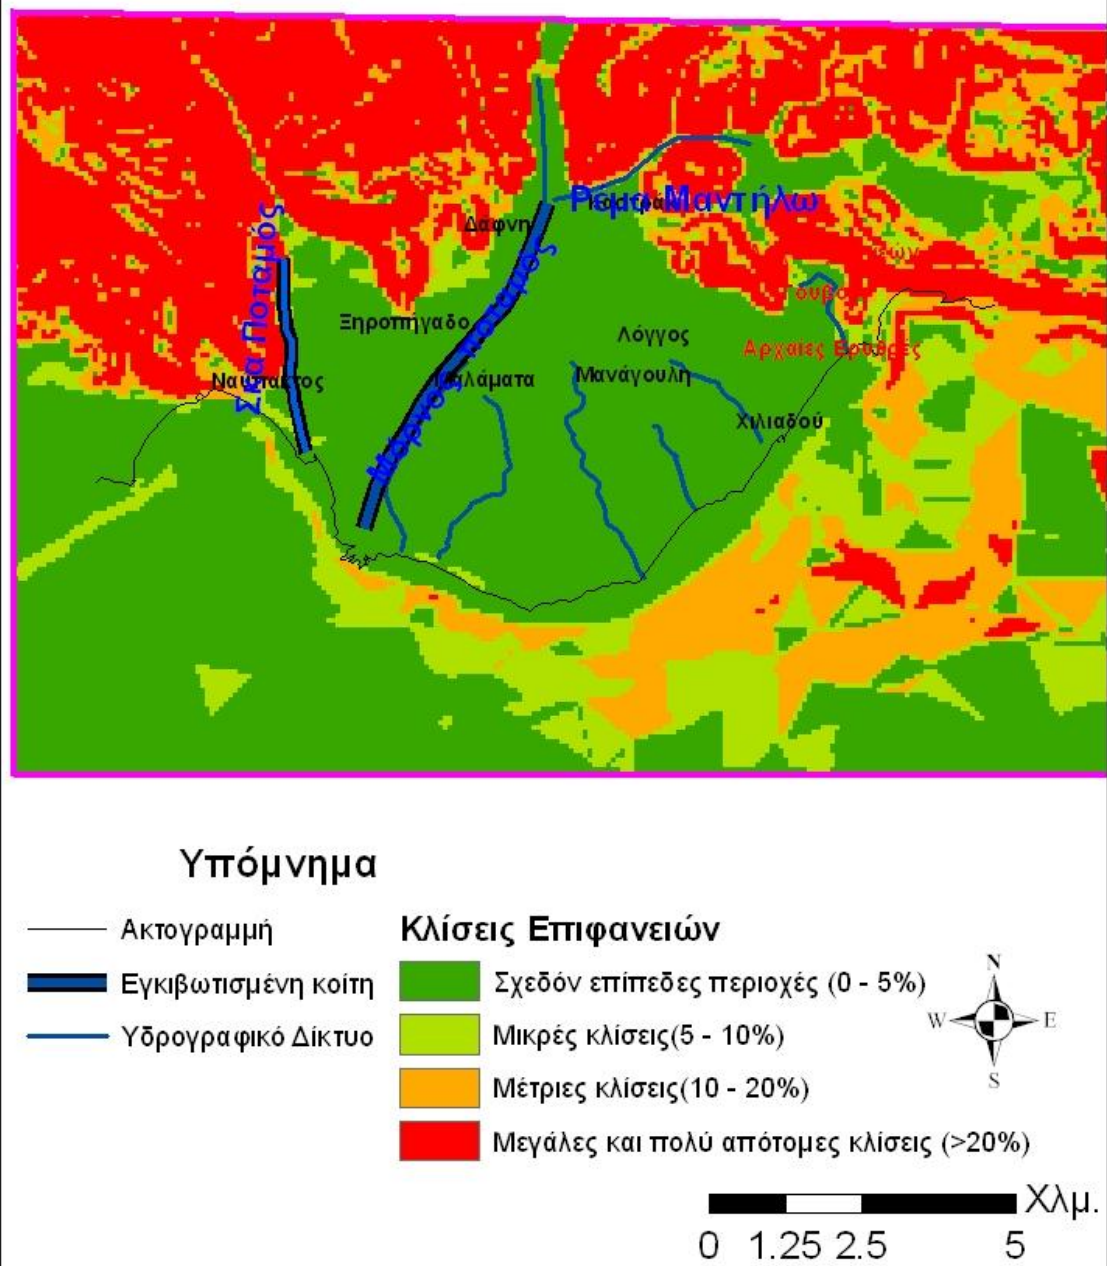 Ρέμα Μαντήλω
Δάφνη
Σκα Ποταμός
Μόρνος Ποταμός
Ξηροπήγαδο
Λόγγος
Αρχαίες Ερυθρές
Ναύπακτος
Μανάγουλη
Χιλιαδού
Υπόμνημα
Ακτογραμμή
Εγκιβωτισμένη κοίτη
Υδρογραφικό Δίκτυο
Κλίσεις Επιφανειών
Σχεδόν επίπεδες περιοχές (0 - 5%)
Μικρές κλίσεις(5 - 10%)
Μέτριες κλίσεις(10 - 20%)
Μεγάλες και πολύ απότομες κλίσεις (>20%)
N
W E
S
Χλμ.
0 1.25 2.5 5